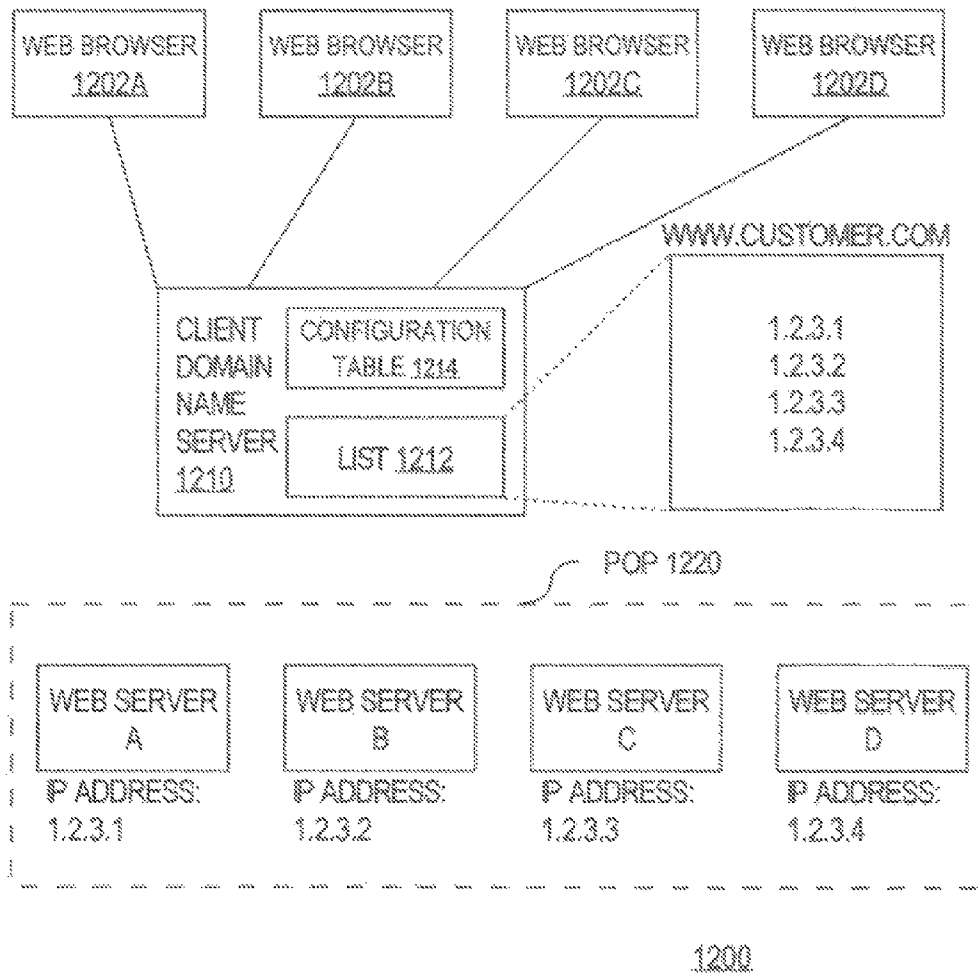 WEB BROWSER
1202A
WEB BROWSER
1202B
WEB BROWSER
1202C
WEB BROWSER
1202D
WWW.CUSTOMER.COM
1.2.3.1
1.2.3.2
1.2.3.3
1.2.3.4
CLIENT
DOMAIN
NAME
SERVER
1210
CONFIGURATION
TABLE 1214
LIST 1212
POP 1220
WEB SERVER
A
IP ADDRESS:
1.2.3.1
WEB SERVER
B
IP ADDRESS:
1.2.3.2
WEB SERVER
C
IP ADDRESS:
1.2.3.3
WEB SERVER
D
IP ADDRESS:
1.2.3.4
1200